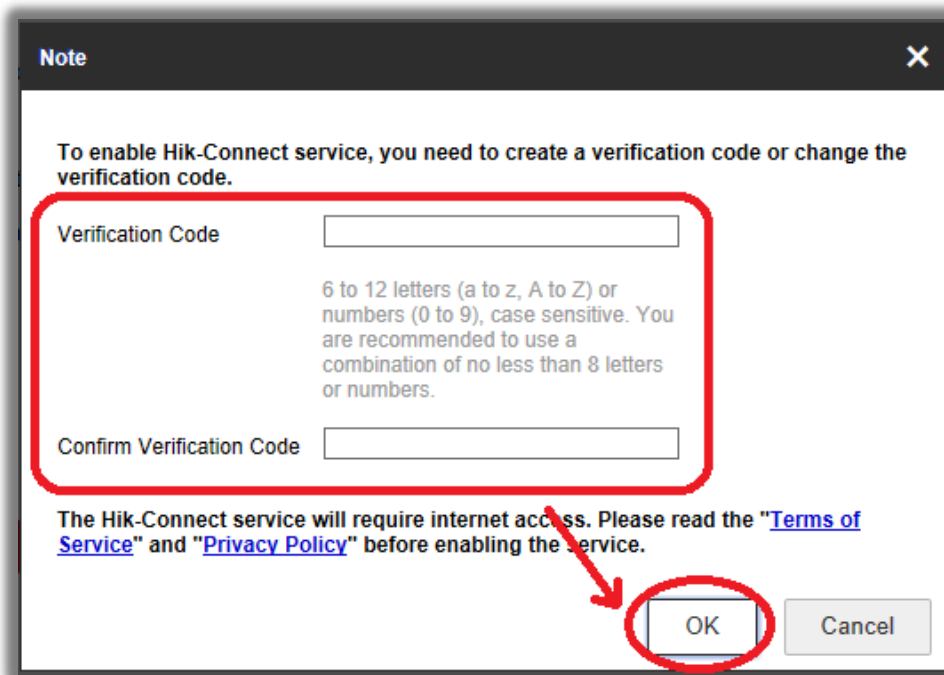 Note
To enable Hik-Connect service, you need to create a verification code or change the
verification code.
Verification Code
6 to 12 letters (a to z, A to Z) or
numbers (0 to 9), case sensitive. You
are recommended to use a
combination of no less than 8 letters
or numbers.
Confirm Verification Code
The Hik-Connect service will require internet access. Please read the "Terms of
Service" and "Privacy Policy" before enabling the service.
OK Cancel